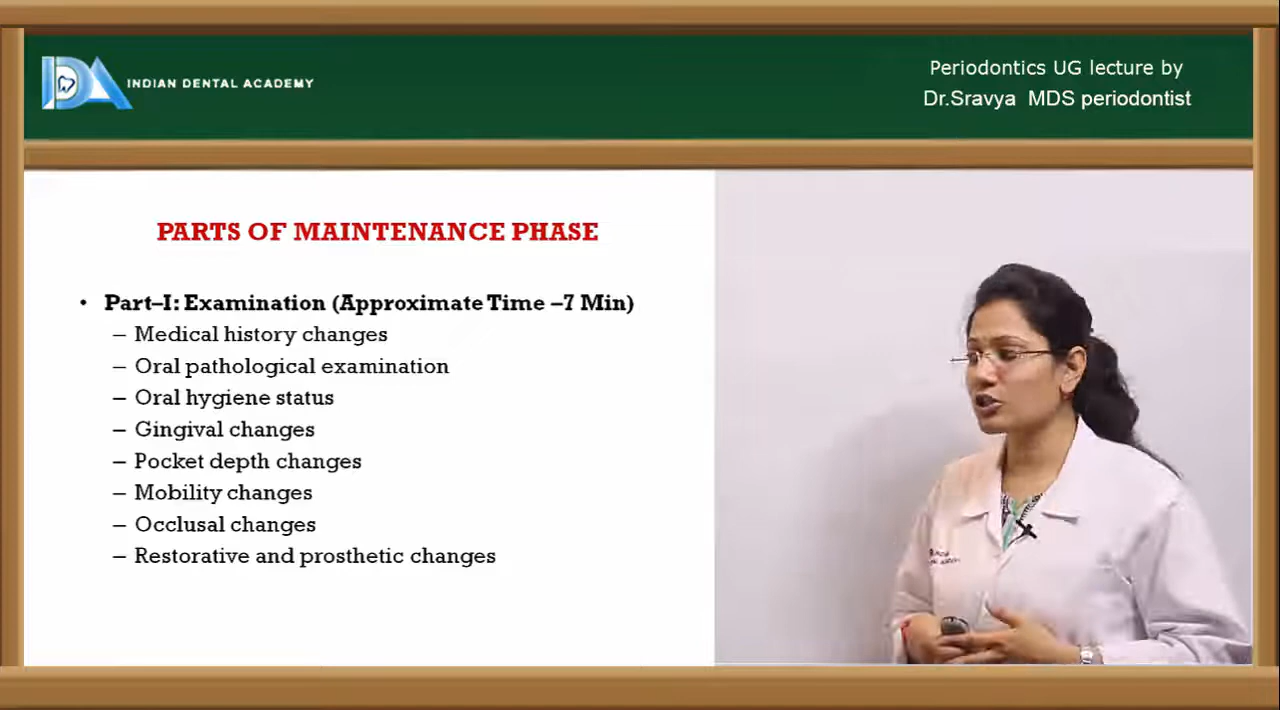 INDIAN DENTAL ACADEMY
Periodontics UG lecture by
Dr.Sravya MDS periodontist
PARTS OF MAINTENANCE PHASE
• Part–I: Examination (Approximate Time –7 Min)
– Medical history changes
– Oral pathological examination
– Oral hygiene status
– Gingival changes
– Pocket depth changes
– Mobility changes
– Occlusal changes
– Restorative and prosthetic changes